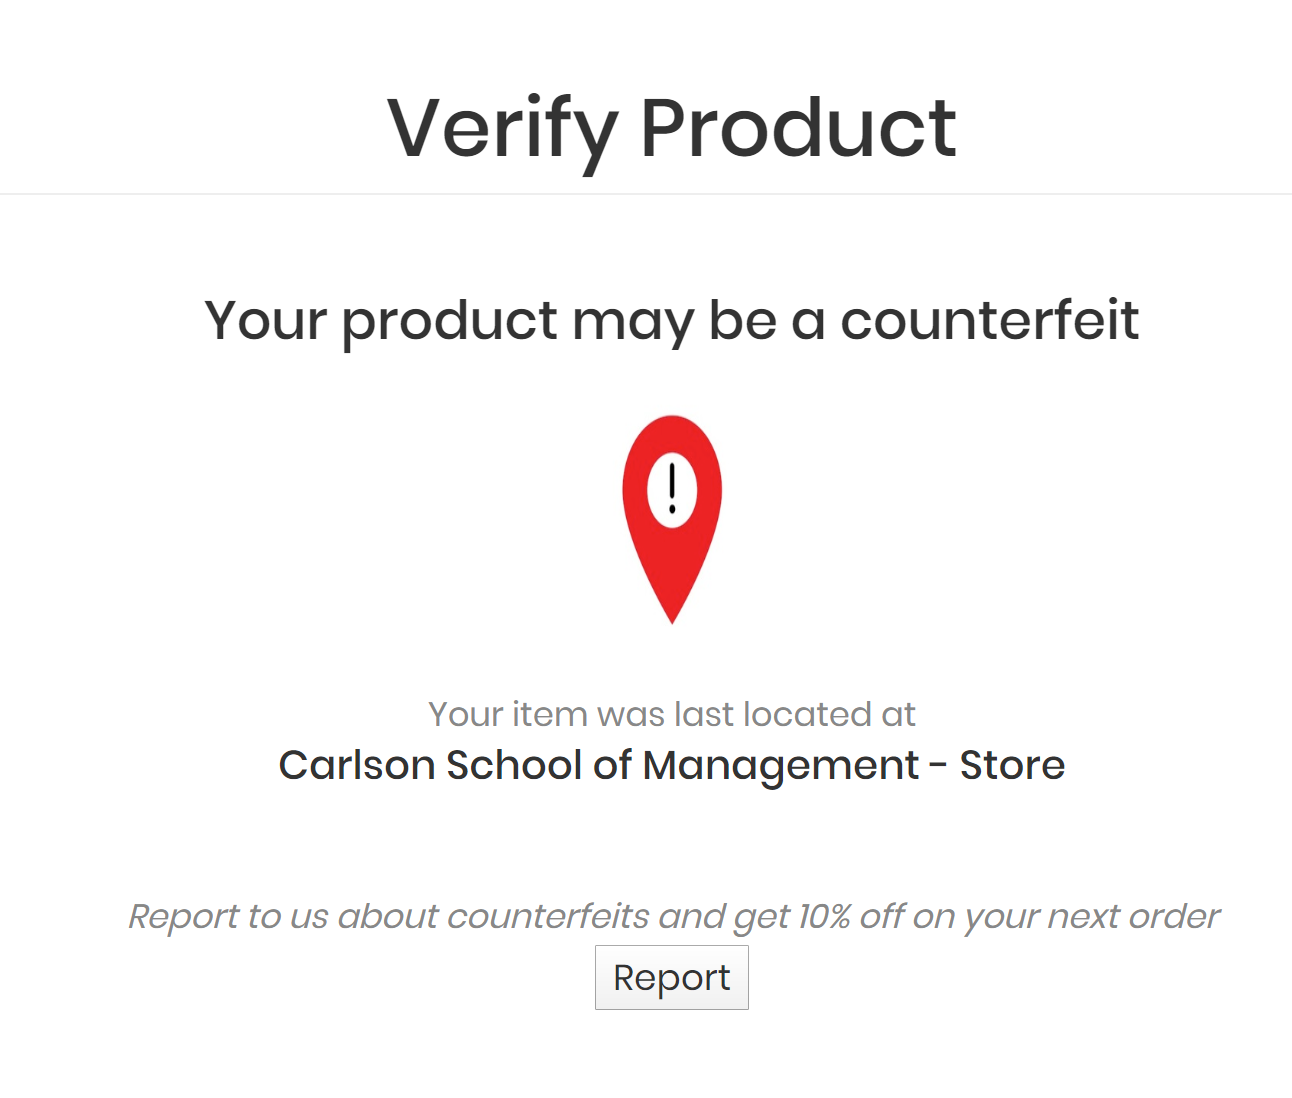 Verify Product
Your product may be a counterfeit
!
Your item was last located at
Carlson School of Management - Store
Report to us about counterfeits and get 10% off on your next order
Report